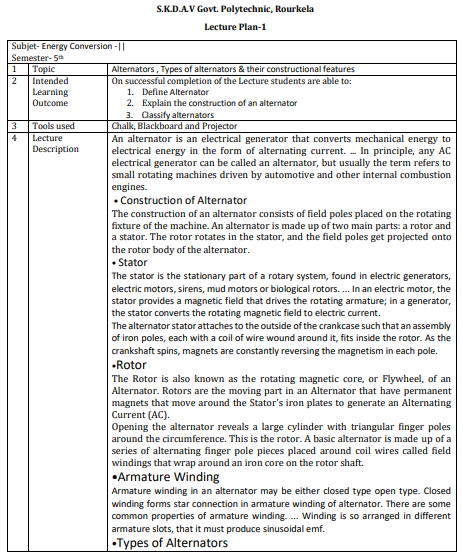 S.K.D.A.V Govt. Polytechnic, Rourkela
Lecture Plan-1
Subjet- Energy Conversion -||
Semester- 5th
1 Topic Alternators , Types of alternators & their constructional features
2 Intended On successful completion of the Lecture students are able to:
Learning 1. Define Alternator
Outcome 2. Explain the construction of an alternator
3. Classify alternators
3 Tools used Chalk, Blackboard and Projector
4 Lecture An alternator is an electrical generator that converts mechanical energy to
Description electrical energy in the form of alternating current. ... In principle, any AC
electrical generator can be called an alternator, but usually the term refers to
small rotating machines driven by automotive and other internal combustion
engines.
• Construction of Alternator
The construction of an alternator consists of field poles placed on the rotating
fixture of the machine. An alternator is made up of two main parts: a rotor and
a stator. The rotor rotates in the stator, and the field poles get projected onto
the rotor body of the alternator.
• Stator
The stator is the stationary part of a rotary system, found in electric generators,
electric motors, sirens, mud motors or biological rotors. ... In an electric motor, the
stator provides a magnetic field that drives the rotating armature; in a generator,
the stator converts the rotating magnetic field to electric current.
The alternator stator attaches to the outside of the crankcase such that an assembly
of iron poles, each with a coil of wire wound around it, fits inside the rotor. As the
crankshaft spins, magnets are constantly reversing the magnetism in each pole.
•Rotor
The Rotor is also known as the rotating magnetic core, or Flywheel, of an
Alternator. Rotors are the moving part in an Alternator that have permanent
magnets that move around the Stator's iron plates to generate an Alternating
Current (AC).
Opening the alternator reveals a large cylinder with triangular finger poles
around the circumference. This is the rotor. A basic alternator is made up of a
series of alternating finger pole pieces placed around coil wires called field
windings that wrap around an iron core on the rotor shaft.
•Armature Winding
Armature winding in an alternator may be either closed type open type. Closed
winding forms star connection in armature winding of alternator. There are some
common properties of armature winding. ... Winding is so arranged in different
armature slots, that it must produce sinusoidal emf.
•Types of Alternators